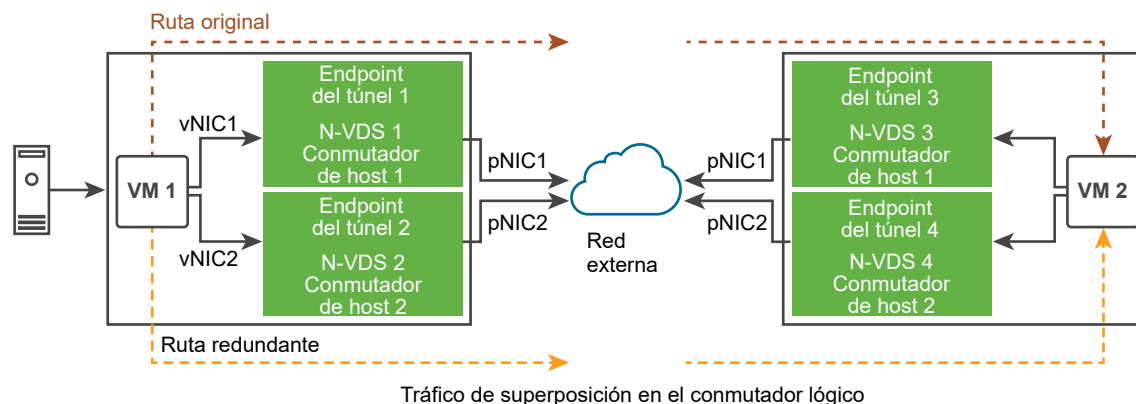 Ruta original
Endpoint
del túnel 1
N-VDS 1
Conmutador
de host 1
vNIC1
VM 1
vNIC2
Endpoint
del túnel 2
N-VDS 2
Conmutador
de host 2
pNIC1
pNIC2
Red
externa
pNIC1
pNIC2
Endpoint
del túnel 3
N-VDS 3
Conmutador
de host 1
Endpoint
del túnel 4
N-VDS 4
Conmutador
de host 2
VM 2
Ruta redundante
Tráfico de superposición en el conmutador lógico